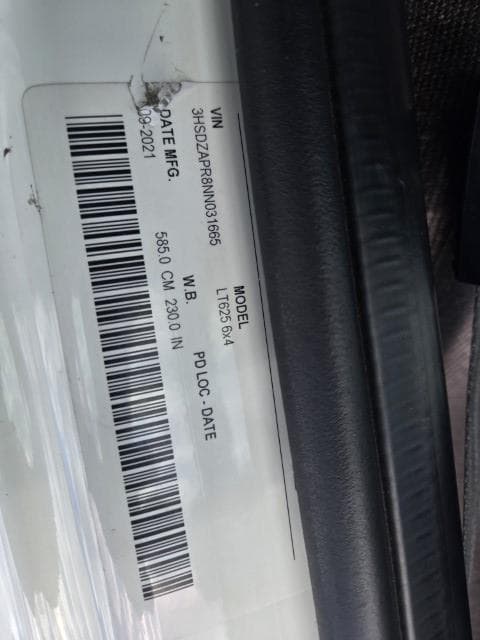 VIN MODEL
3HSDZAPR8NN031665 LT625 6x4
DATE MFG. W.B. PD LOC - DATE
09-2021 585.0 CM 230.0 IN